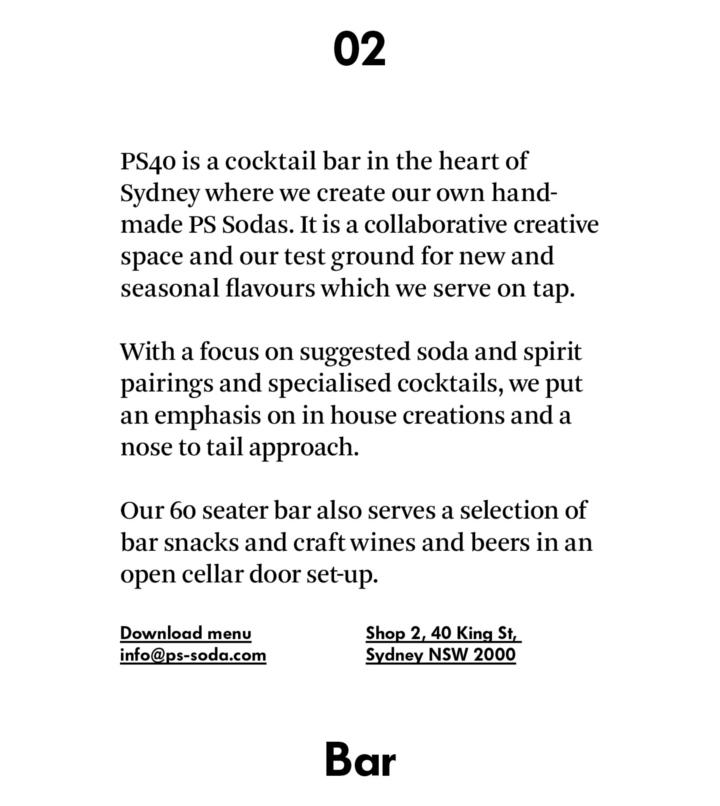 02
PS40 is a cocktail bar in the heart of
Sydney where we create our own hand-
made PS Sodas. It is a collaborative creative
space and our test ground for new and
seasonal flavours which we serve on tap.
With a focus on suggested soda and spirit
pairings and specialised cocktails, we put
an emphasis on in house creations and a
nose to tail approach.
Our 60 seater bar also serves a selection of
bar snacks and craft wines and beers in an
open cellar door set-up.
Download menu
info@ps-soda.com
Shop 2, 40 King St,
Sydney NSW 2000
Bar